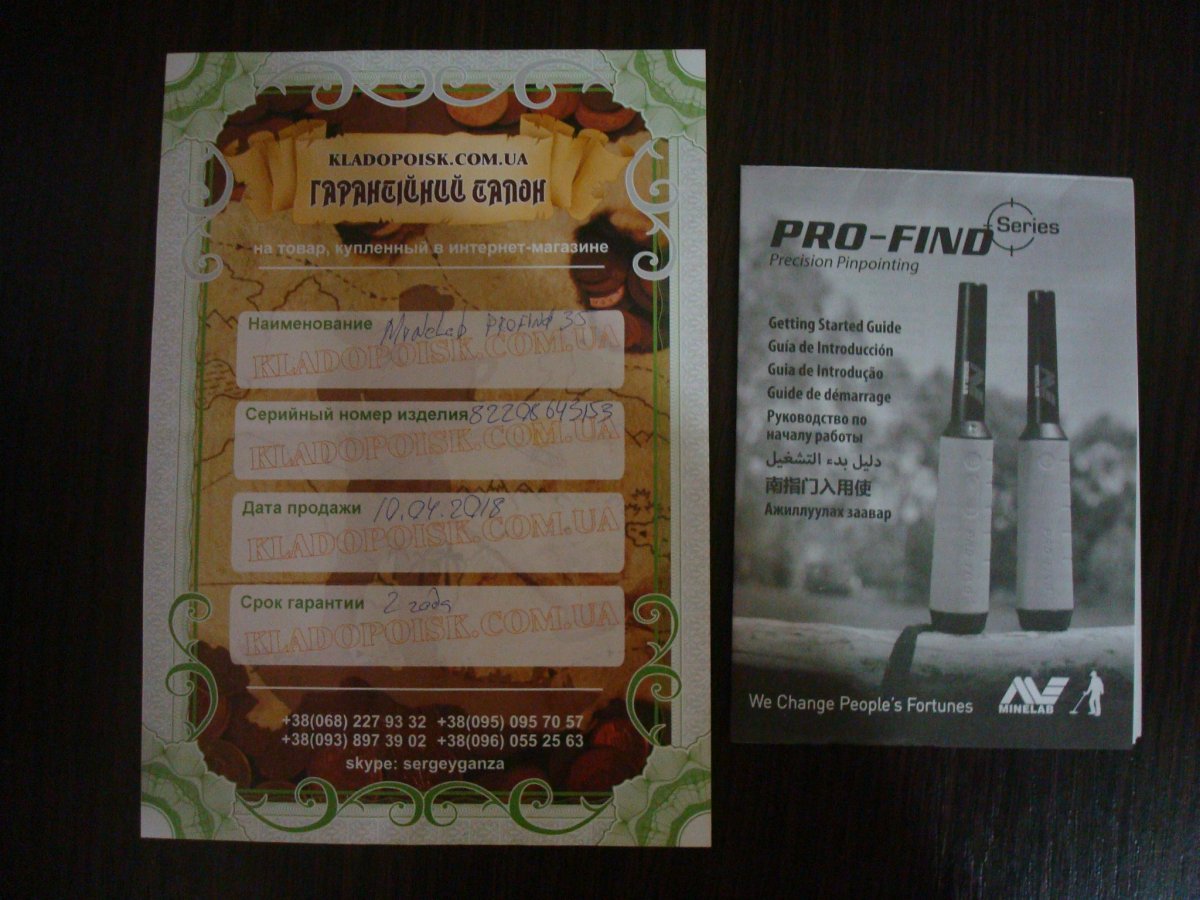 KLADOPOISK.COM.UA
ГАРАНТІЙНИЙ ТАЛОН
на товар, купленный в интернет-магазине
Наименование MineLab PROFIND 35
KLADOPOISK.COM.UA
Серийный номер изделия 82208643153
KLADOPOISK.COM.UA
Дата продажи 10.04.2018
KLADOPOISK.COM.UA
Срок гарантии 2 года
KLADOPOISK.COM.UA
+38(068) 227 93 32 +38(095) 095 70 57
+38(093) 897 39 02 +38(096) 055 25 63
skype: sergeyganza
PRO-FIND Series
Precision Pinpointing
Getting Started Guide
Guía de Introducción
Guia de Introdução
Guide de démarrage
Руководство по
началу работы
دليل بدء التشغيل
南指门入用使
Ажиллуулах заавар
We Change People's Fortunes
MINELAB